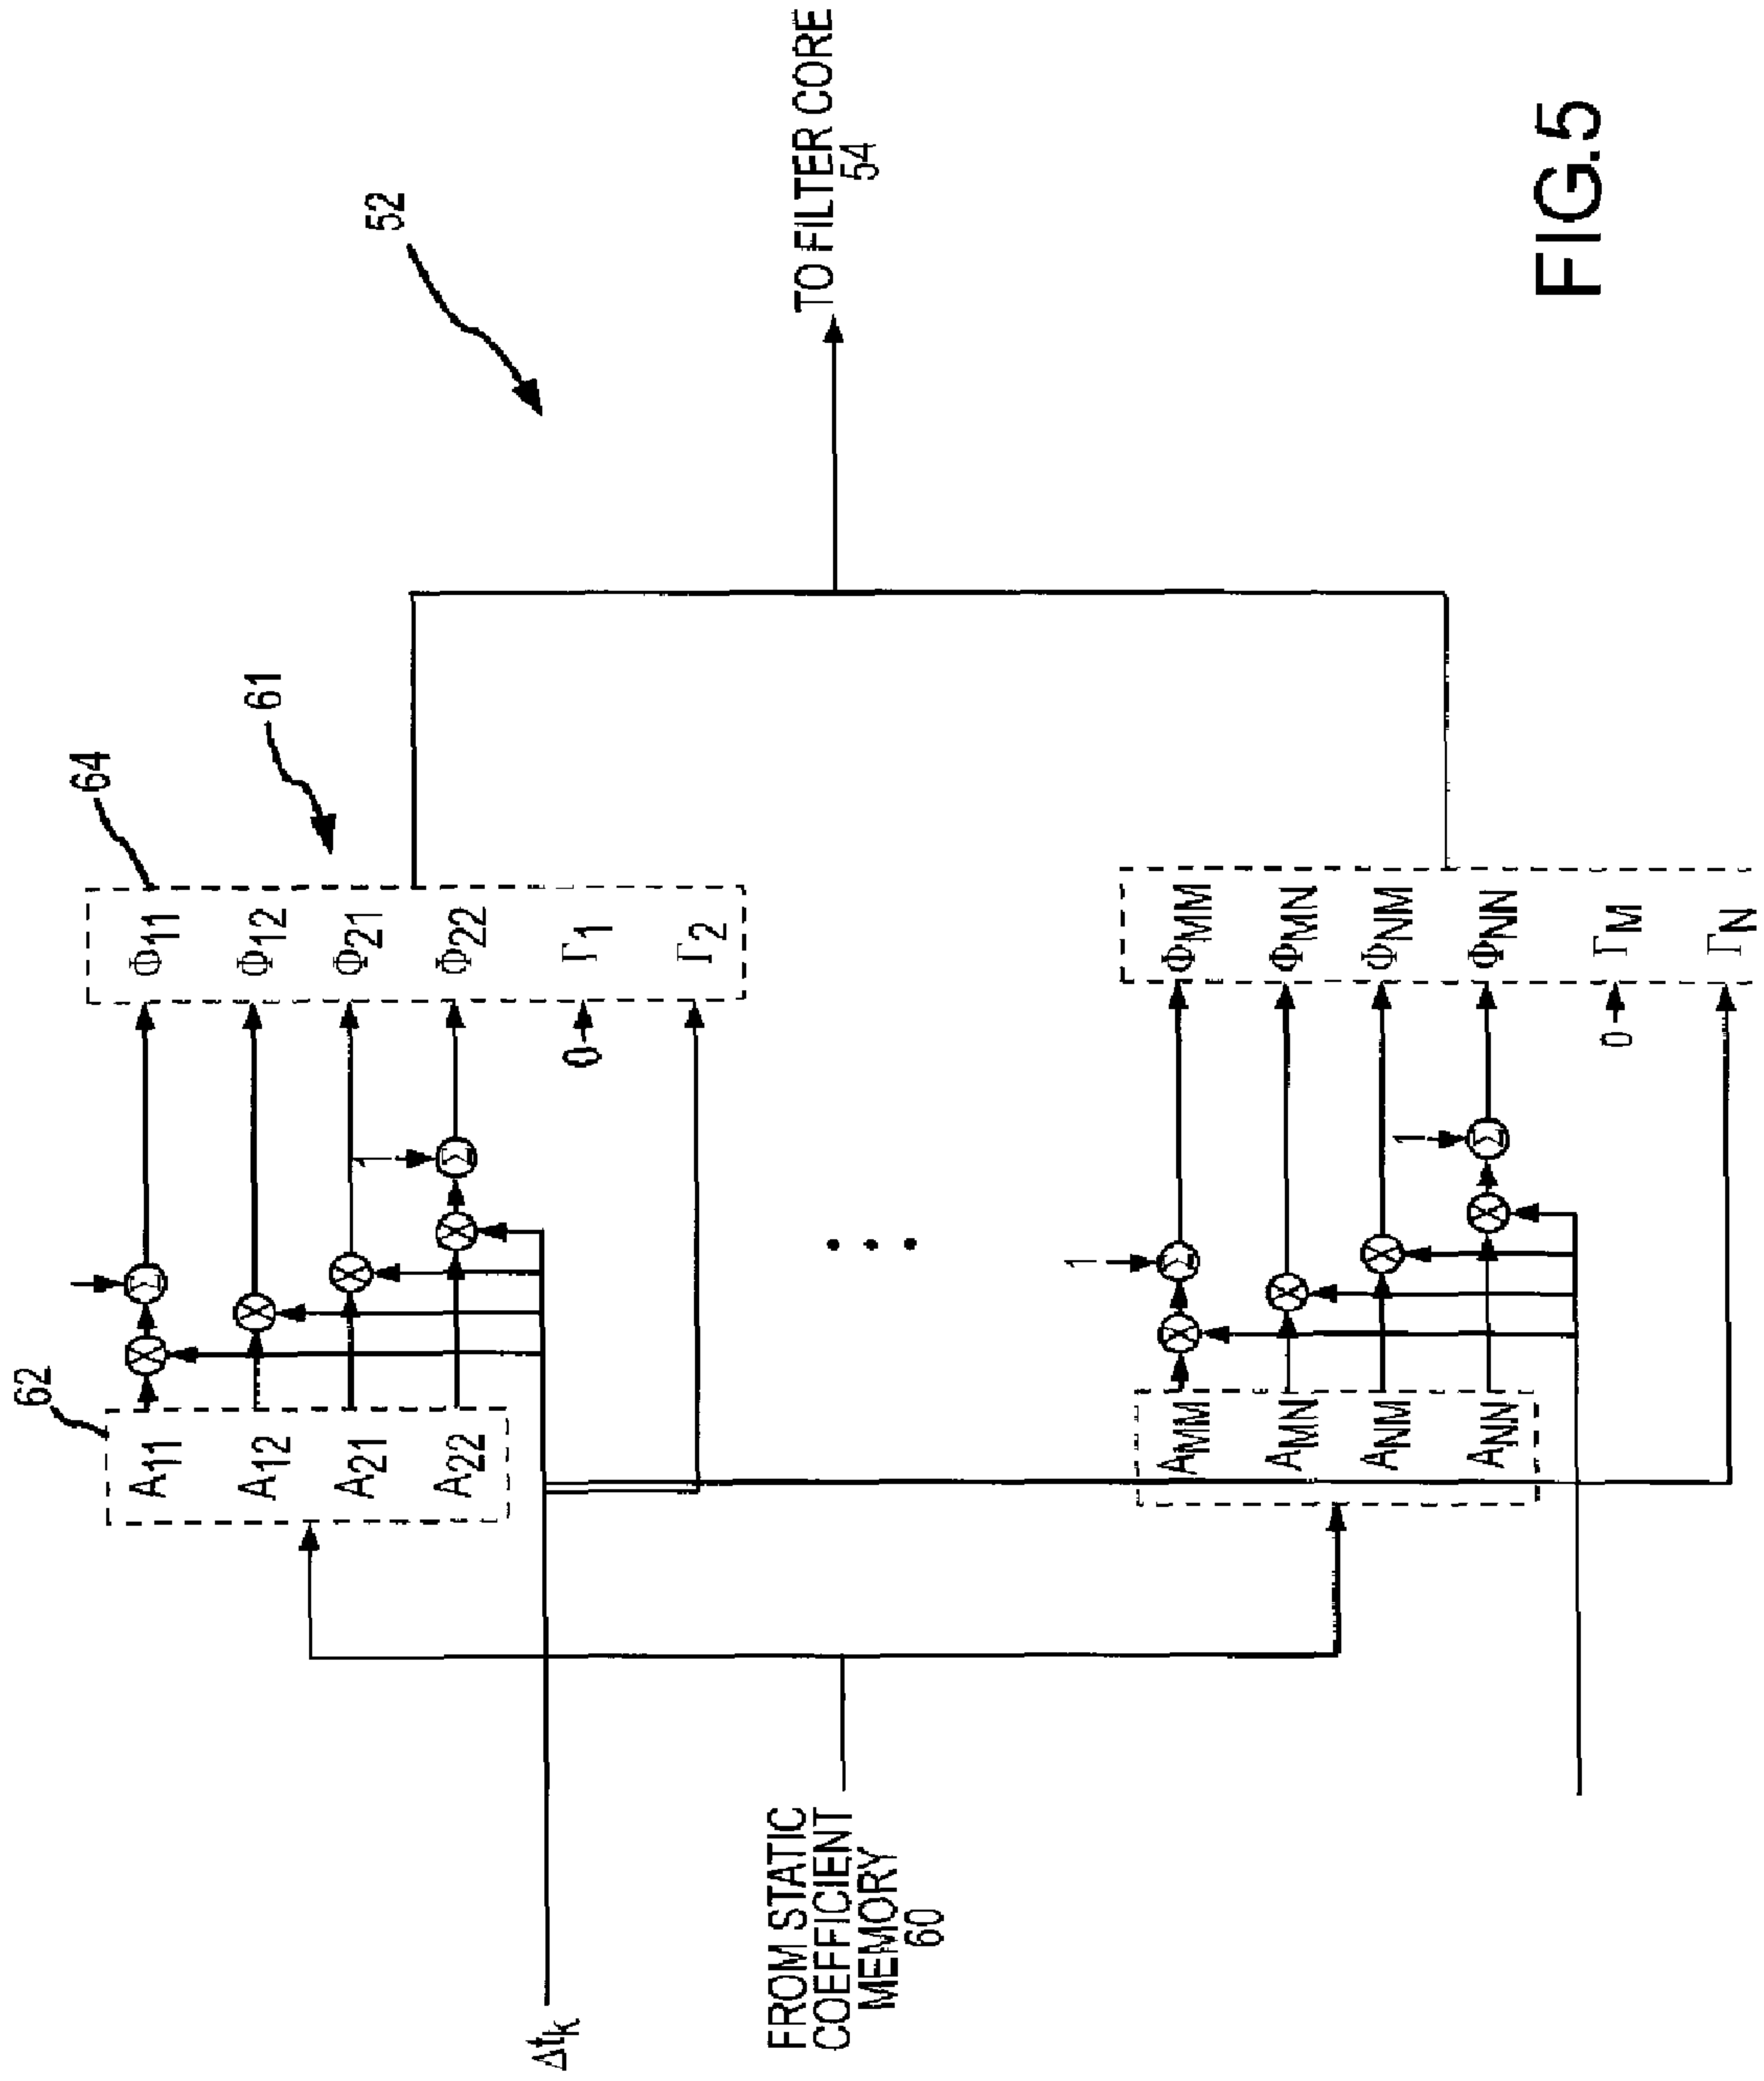 52
TO FILTER CORE
54
64
61
62
A11
A12
A21
A22
Φ11
Φ12
Φ21
Φ22
Γ1
Γ2
1
0
Δtk
FROM STATIC
COEFFICIENT
MEMORY
60
AMM
AMN
ANM
ANN
1
1
0
ΦMM
ΦMN
ΦNM
ΦNN
ΓM
ΓN
FIG.5